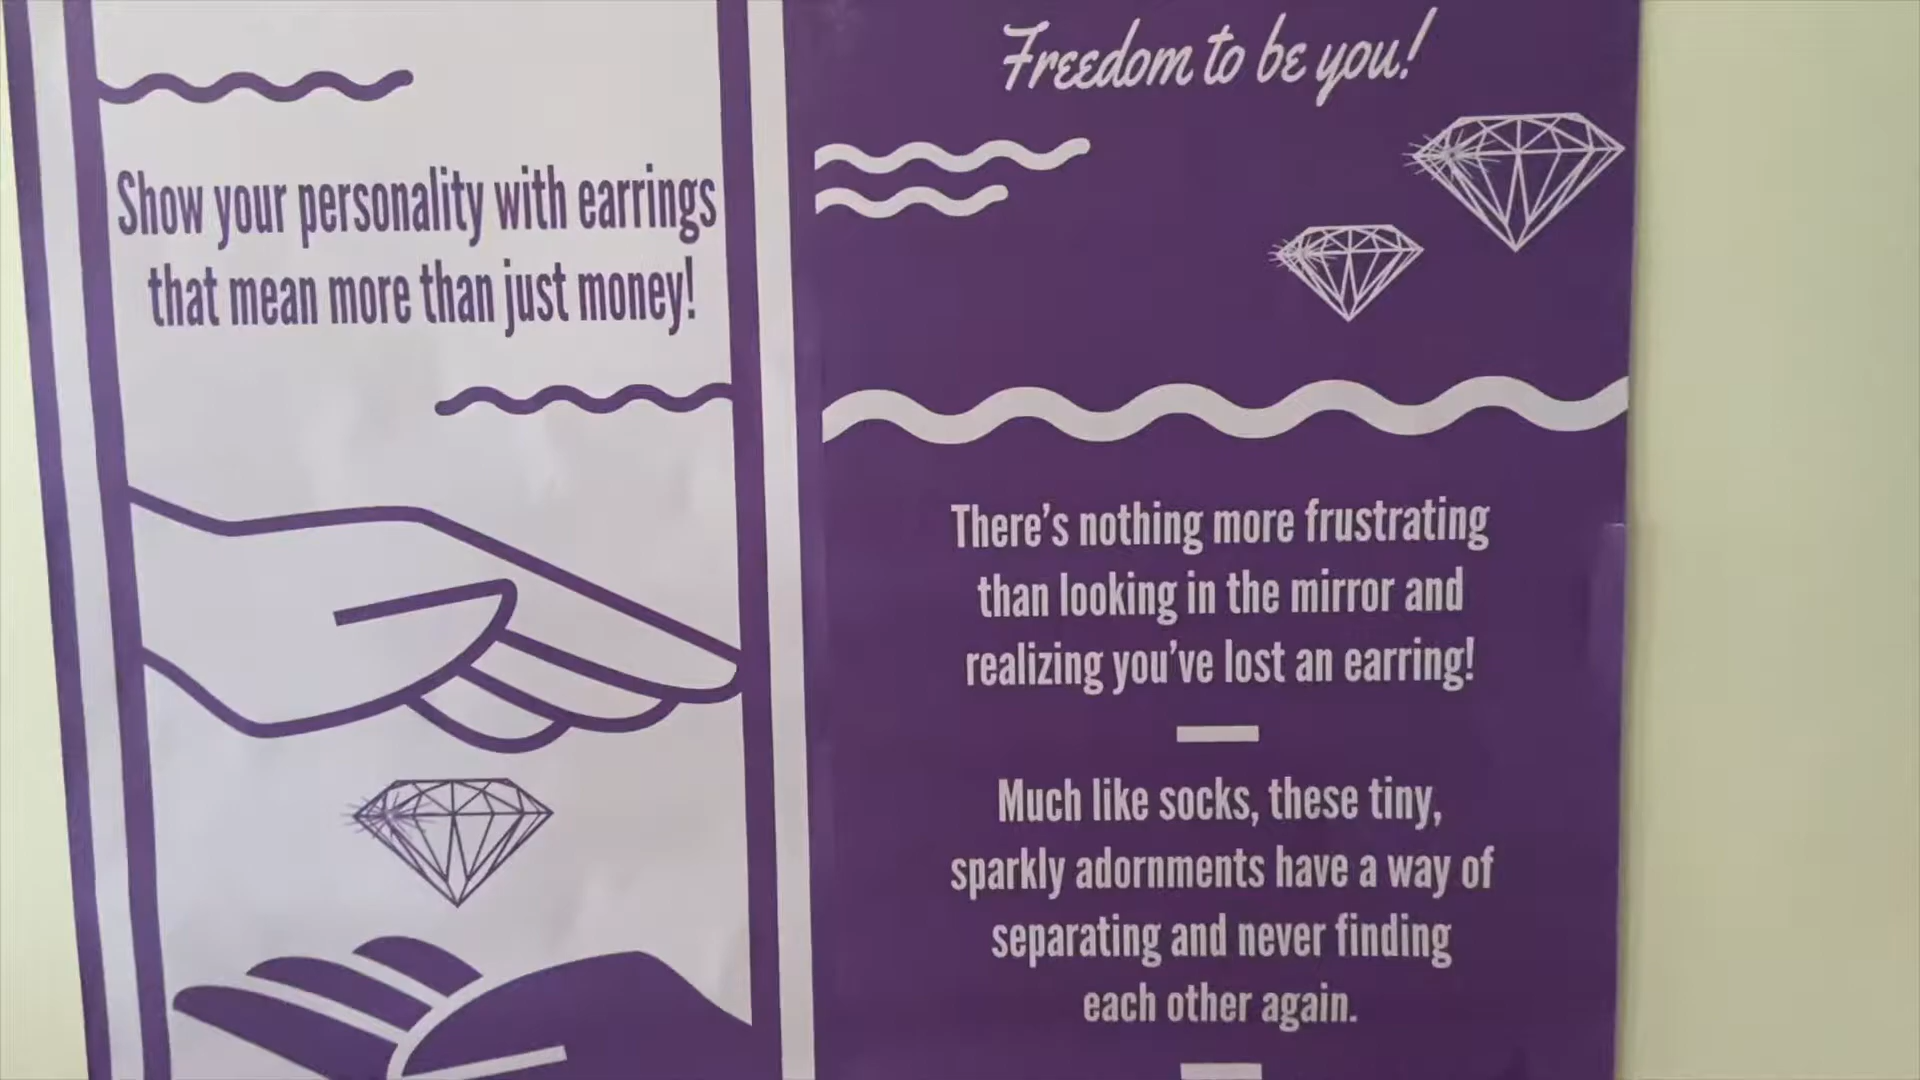 Show your personality with earrings
that mean more than just money!
Freedom to be you!
There's nothing more frustrating
than looking in the mirror and
realizing you've lost an earring!
Much like socks, these tiny,
sparkly adornments have a way of
separating and never finding
each other again.